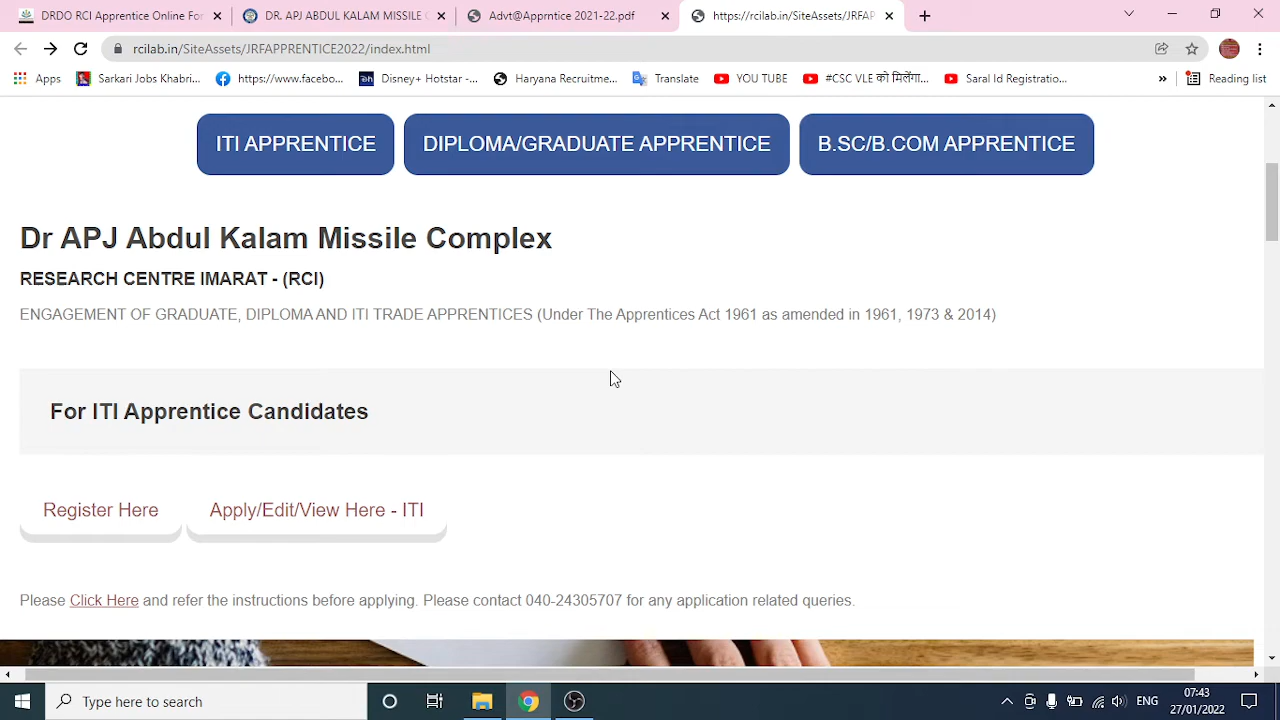 DRDO RCI Apprentice Online For
DR. APJ ABDUL KALAM MISSILE C
Advt@Apprntice 2021-22.pdf
https://rcilab.in/SiteAssets/JRFAP
rcilab.in/SiteAssets/JRFAPPRENTICE2022/index.html
Apps
Sarkari Jobs Khabri...
https://www.facebo...
Disney+ Hotstar -...
Haryana Recruitme...
Translate
YOU TUBE
#CSC VLE को मिलेंगा...
Saral Id Registratio...
»
Reading list
ITI APPRENTICE
DIPLOMA/GRADUATE APPRENTICE
B.SC/B.COM APPRENTICE
Dr APJ Abdul Kalam Missile Complex
RESEARCH CENTRE IMARAT - (RCI)
ENGAGEMENT OF GRADUATE, DIPLOMA AND ITI TRADE APPRENTICES (Under The Apprentices Act 1961 as amended in 1961, 1973 & 2014)
For ITI Apprentice Candidates
Register Here
Apply/Edit/View Here - ITI
Please Click Here and refer the instructions before applying. Please contact 040-24305707 for any application related queries.
Type here to search
ENG
07:43
27/01/2022